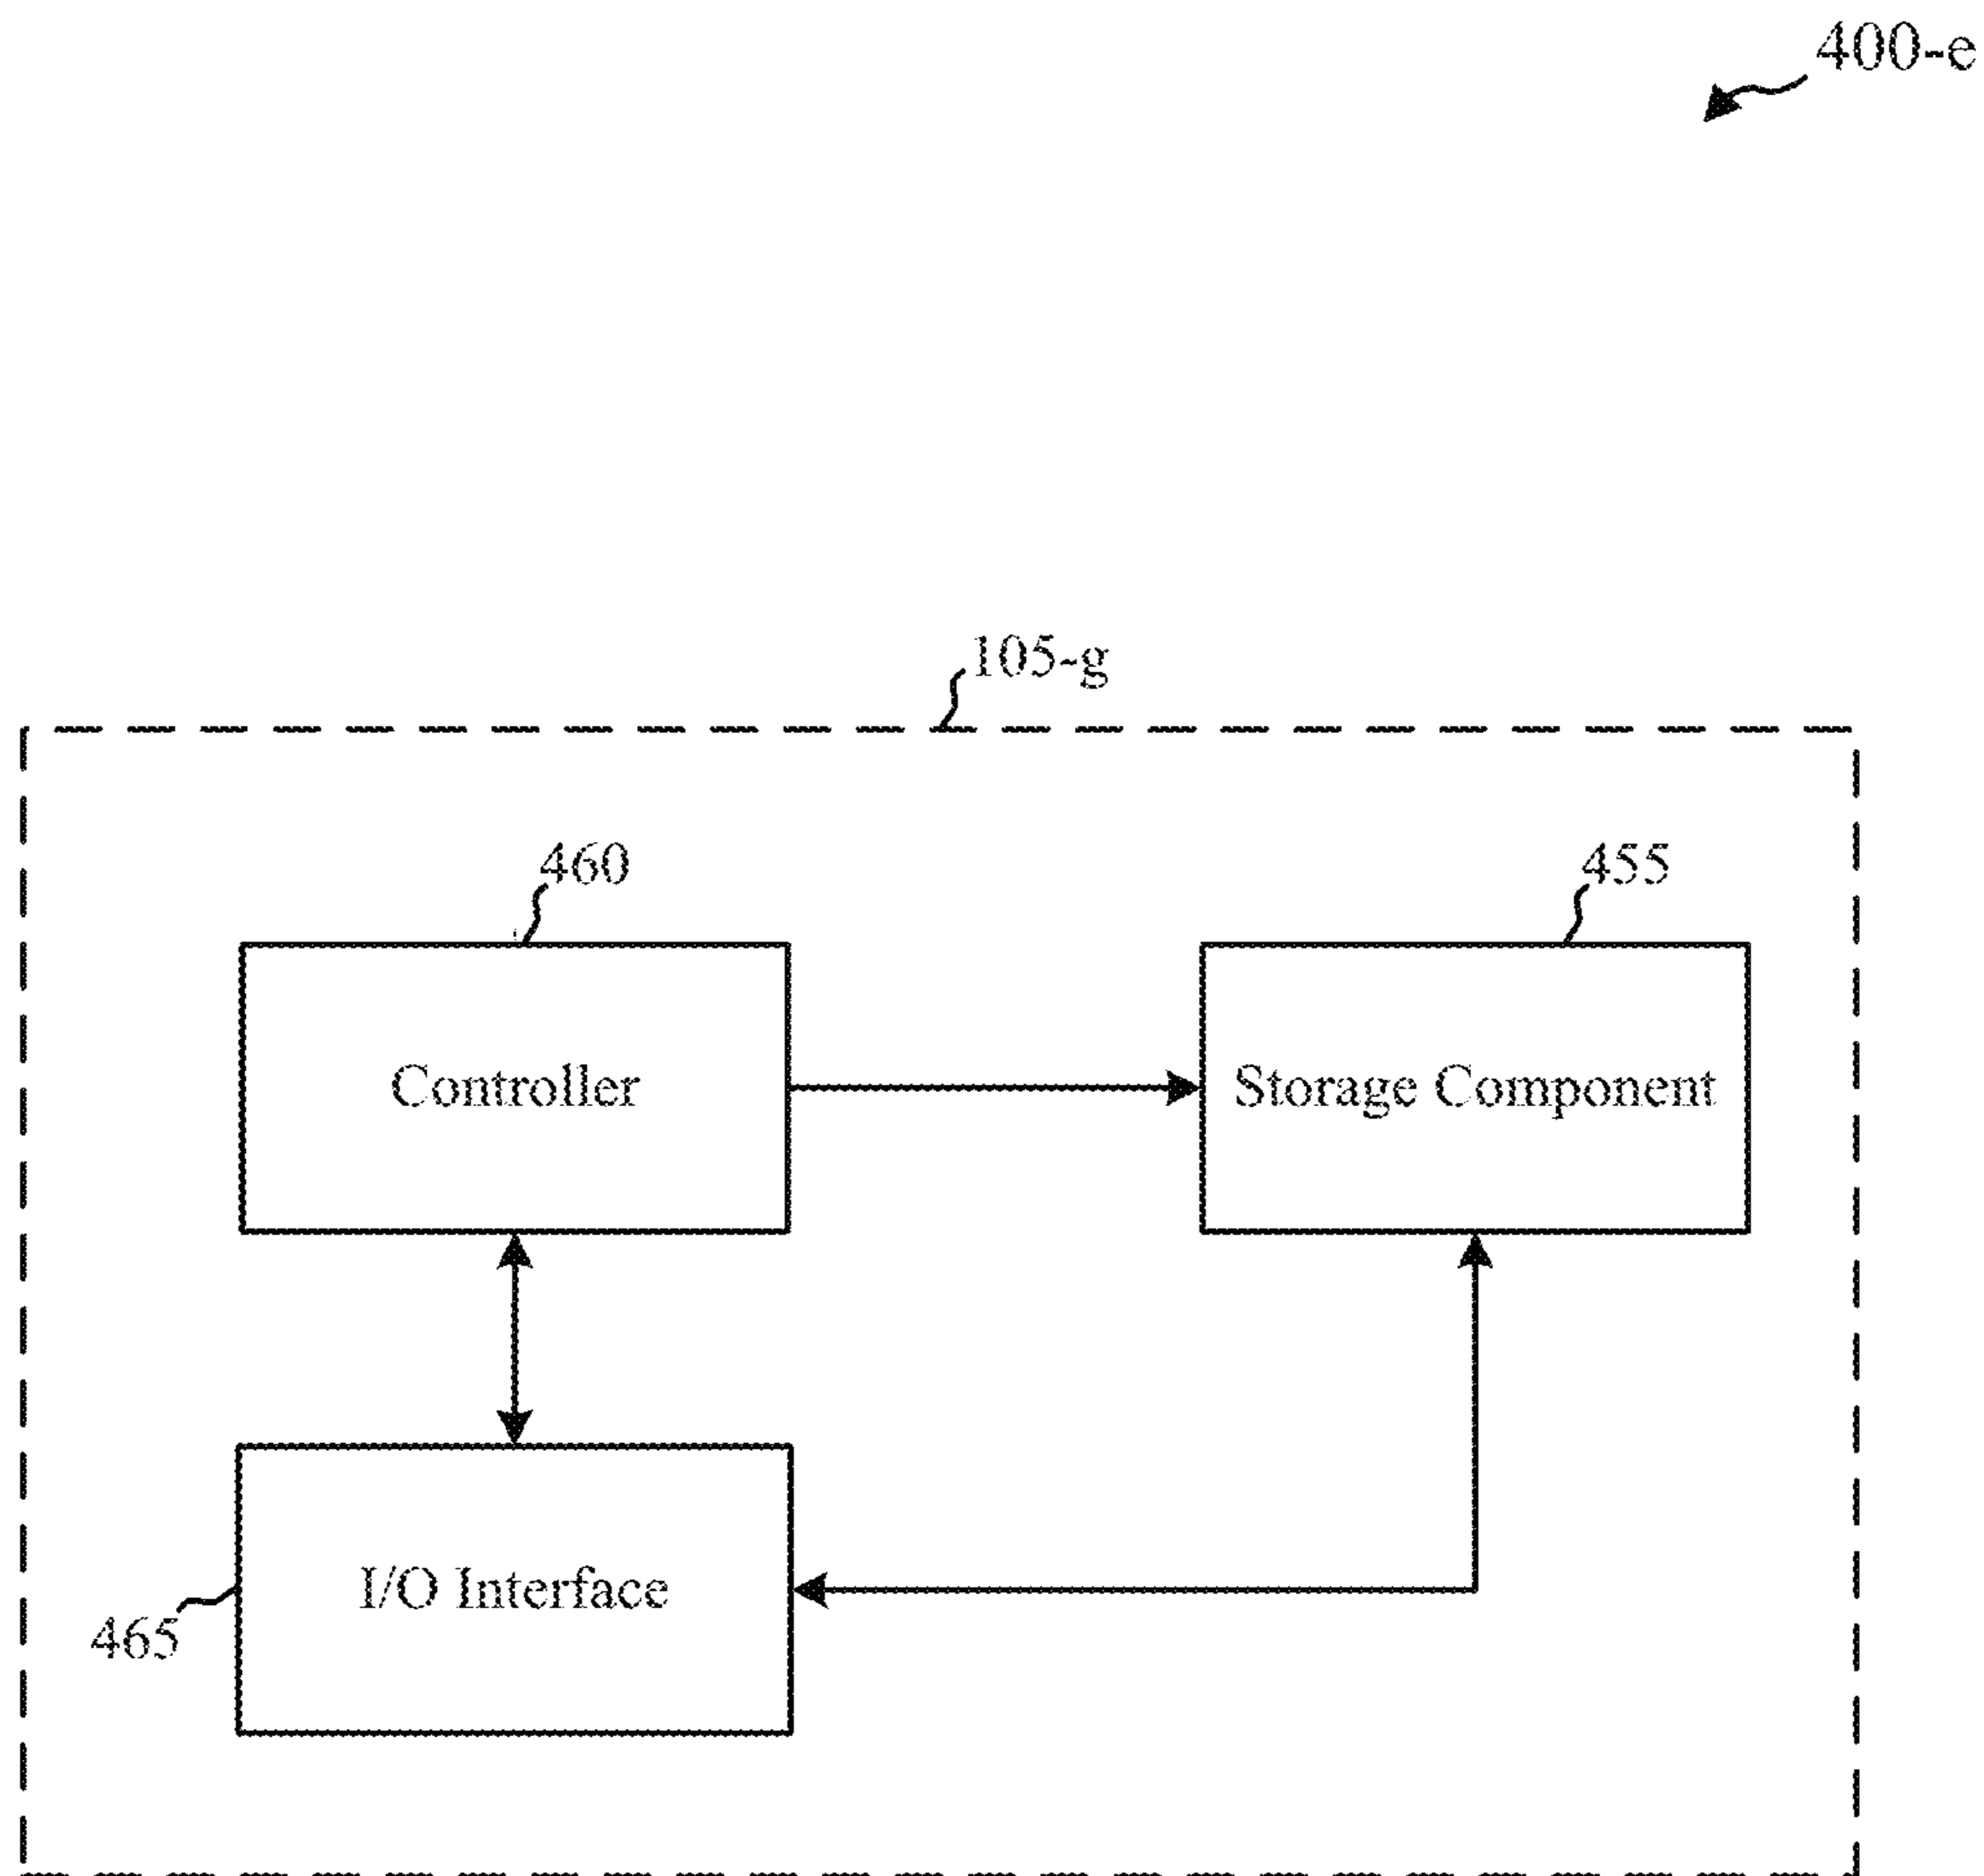 400-e
105-g
460
455
Controller
Storage Component
I/O Interface
465